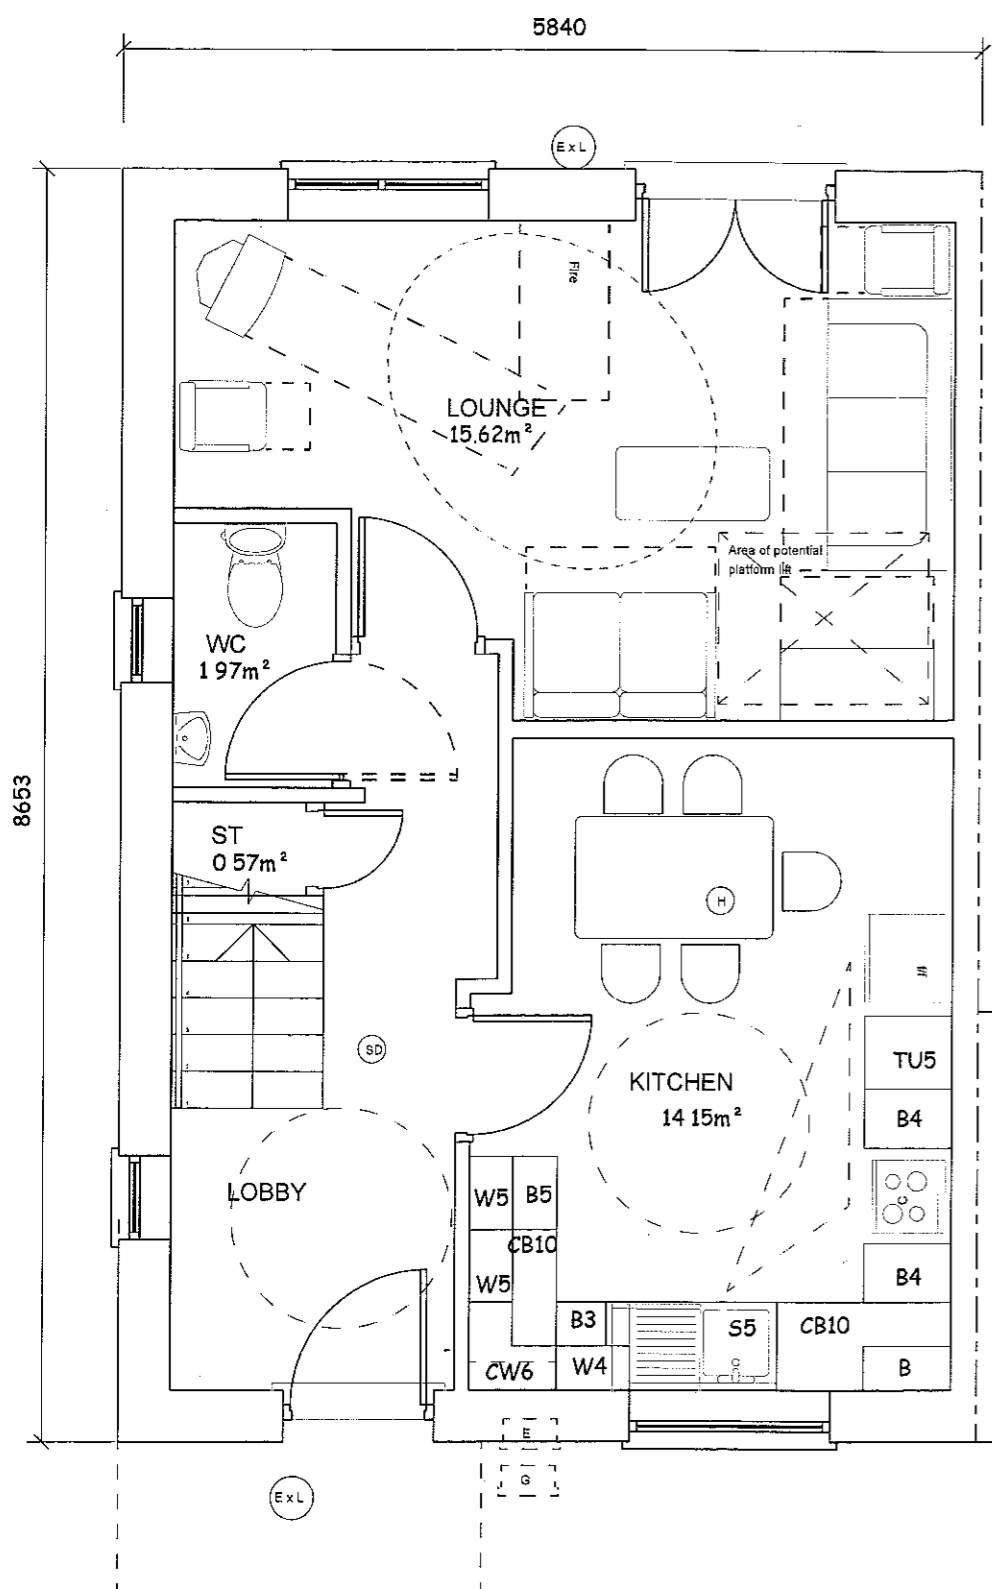 5840
ExL
Fire
LOUNGE
15.62m²
Area of potential
platform lift
WC
1 97m²
8653
ST
0 57m²
H
SD
KITCHEN
14 15m²
TU5
B4
LOBBY
W5
B5
C
CB10
W5
B4
B3
S5
CB10
CW6
W4
B
E
G
ExL